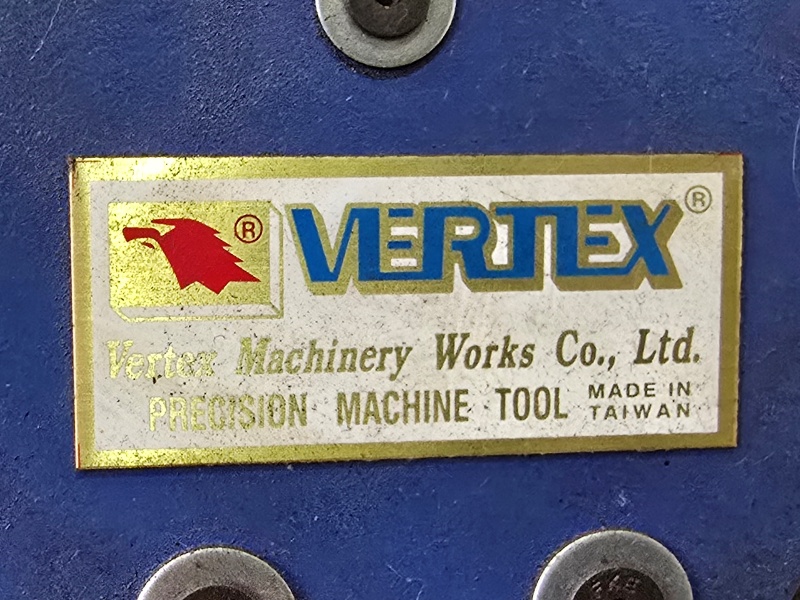 ®
VERTEX ®
Vertex Machinery Works Co., Ltd.
PRECISION MACHINE TOOL MADE IN
TAIWAN